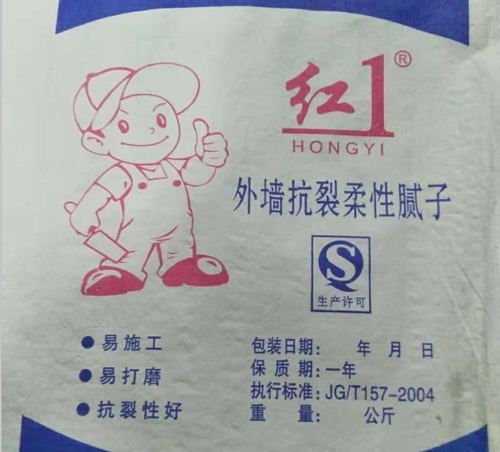 红1®
HONGYI
外墙抗裂柔性腻子
生产许可
● 易施工
● 易打磨
● 抗裂性好
包装日期： 年 月 日
保 质 期：一年
执行标准：JG/T157-2004
重 量： 公斤